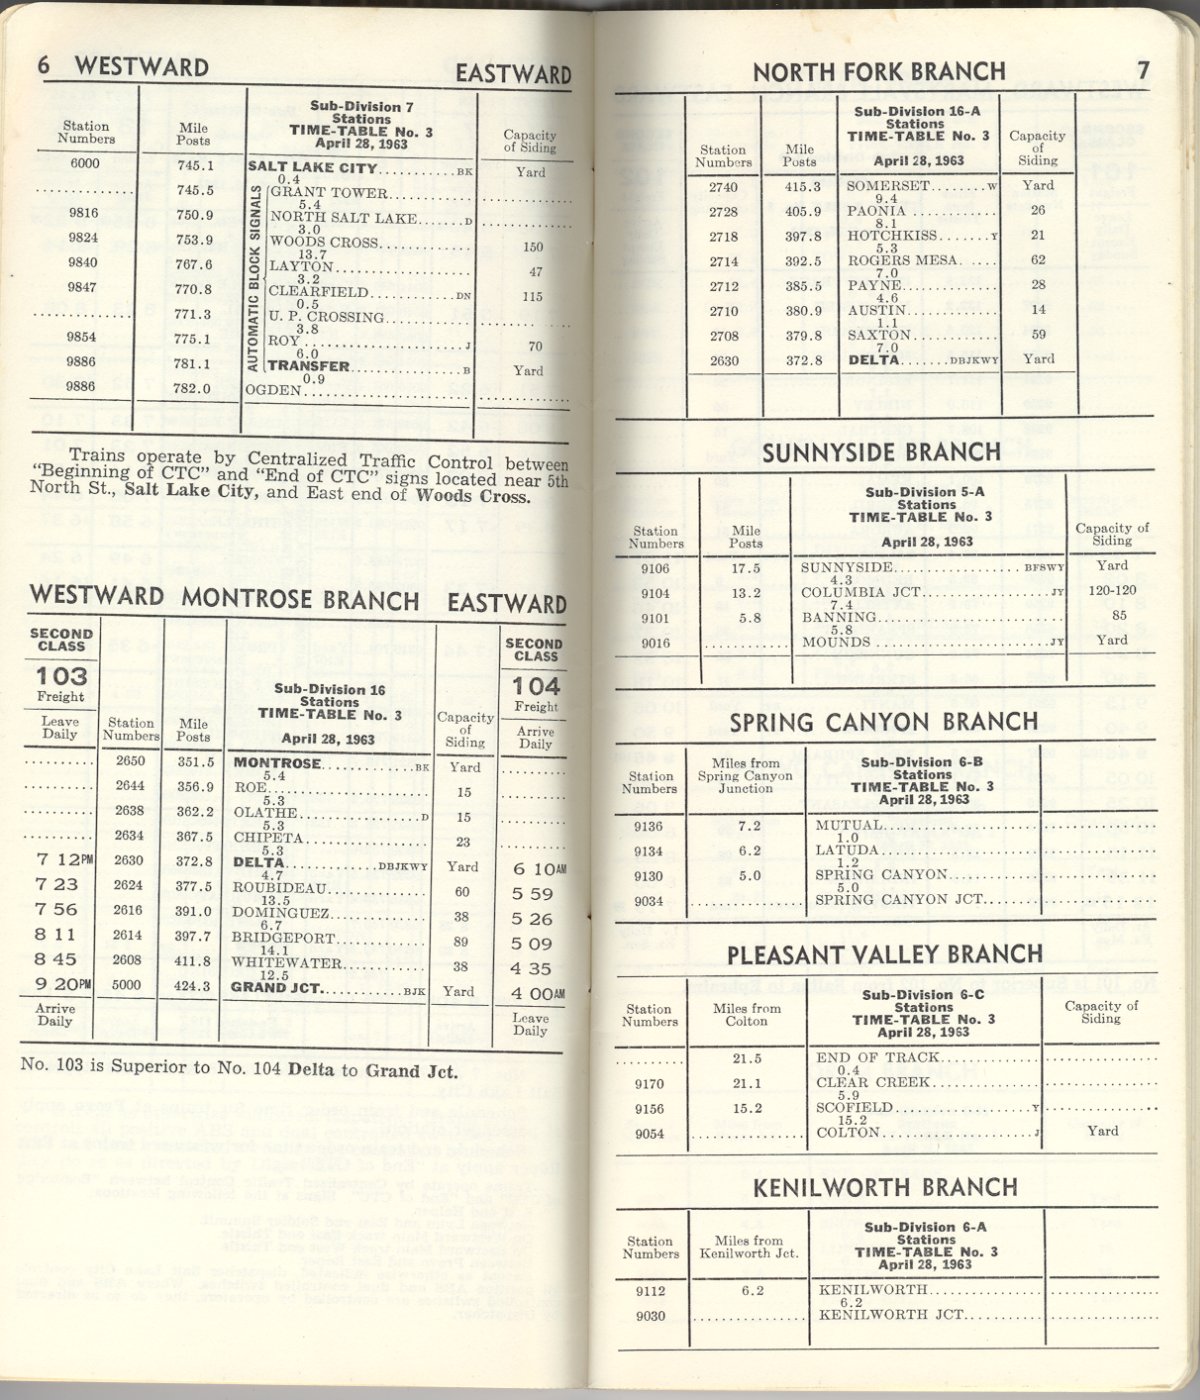 6 WESTWARD EASTWARD
Station Numbers | Mile Posts | Sub-Division 7 Stations TIME-TABLE No. 3 April 28, 1963 | Capacity of Siding
AUTOMATIC BLOCK SIGNALS
6000 745.1 SALT LAKE CITY..........BK Yard
0.4
.............. 745.5 GRANT TOWER..............
5.4
9816 750.9 NORTH SALT LAKE......D ..............
3.0
9824 753.9 WOODS CROSS............ 150
13.7
9840 767.6 LAYTON.................. 47
3.2
9847 770.8 CLEARFIELD............DN 115
0.5
.............. 771.3 U. P. CROSSING..............
3.8
9854 775.1 ROY....................J 70
6.0
9886 781.1 TRANSFER...............B Yard
0.9
9886 782.0 OGDEN........................
Trains operate by Centralized Traffic Control between
“Beginning of CTC” and “End of CTC” signs located near 5th
North St., Salt Lake City, and East end of Woods Cross.
WESTWARD MONTROSE BRANCH EASTWARD
SECOND CLASS 103 Freight Leave Daily | Station Numbers | Mile Posts | Sub-Division 16 Stations TIME-TABLE No. 3 April 28, 1963 | Capacity of Siding | SECOND CLASS 104 Freight Arrive Daily
.......... 2650 351.5 MONTROSE............BK Yard ..........
5.4
.......... 2644 356.9 ROE.................... 15 ..........
5.3
.......... 2638 362.2 OLATHE................D 15 ..........
5.3
.......... 2634 367.5 CHIPETA................ 23 ..........
5.3
7 12PM 2630 372.8 DELTA............DBJKWY Yard 6 10AM
4.7
7 23 2624 377.5 ROUBIDEAU.............. 60 5 59
13.5
7 56 2616 391.0 DOMINGUEZ.............. 38 5 26
6.7
8 11 2614 397.7 BRIDGEPORT............. 89 5 09
14.1
8 45 2608 411.8 WHITEWATER............ 38 4 35
12.5
9 20PM 5000 424.3 GRAND JCT............BJK Yard 4 00AM
Arrive Daily Leave Daily
No. 103 is Superior to No. 104 Delta to Grand Jct.
NORTH FORK BRANCH 7
Station Numbers | Mile Posts | Sub-Division 16-A Stations TIME-TABLE No. 3 April 28, 1963 | Capacity of Siding
2740 415.3 SOMERSET........W Yard
9.4
2728 405.9 PAONIA............ 26
8.1
2718 397.8 HOTCHKISS........Y 21
5.3
2714 392.5 ROGERS MESA...... 62
7.0
2712 385.5 PAYNE............ 28
4.6
2710 380.9 AUSTIN............ 14
1.1
2708 379.8 SAXTON............ 59
7.0
2630 372.8 DELTA.......DBJKWY Yard
SUNNYSIDE BRANCH
Station Numbers | Mile Posts | Sub-Division 5-A Stations TIME-TABLE No. 3 April 28, 1963 | Capacity of Siding
9106 17.5 SUNNYSIDE................BFSWY Yard
4.3
9104 13.2 COLUMBIA JCT................JY 120-120
7.4
9101 5.8 BANNING........................ 85
5.8
9016 .............. MOUNDS......................JY Yard
SPRING CANYON BRANCH
Station Numbers | Miles from Spring Canyon Junction | Sub-Division 6-B Stations TIME-TABLE No. 3 April 28, 1963
9136 7.2 MUTUAL........................
1.0
9134 6.2 LATUDA........................
1.2
9130 5.0 SPRING CANYON..................
5.0
9034 .............. SPRING CANYON JCT..............
PLEASANT VALLEY BRANCH
Station Numbers | Miles from Colton | Sub-Division 6-C Stations TIME-TABLE No. 3 April 28, 1963 | Capacity of Siding
.......... 21.5 END OF TRACK..................
0.4
9170 21.1 CLEAR CREEK....................
5.9
9156 15.2 SCOFIELD....................Y ..............
15.2
9054 .............. COLTON....................J Yard
KENILWORTH BRANCH
Station Numbers | Miles from Kenilworth Jct. | Sub-Division 6-A Stations TIME-TABLE No. 3 April 28, 1963
9112 6.2 KENILWORTH....................
6.2
9030 .............. KENILWORTH JCT................